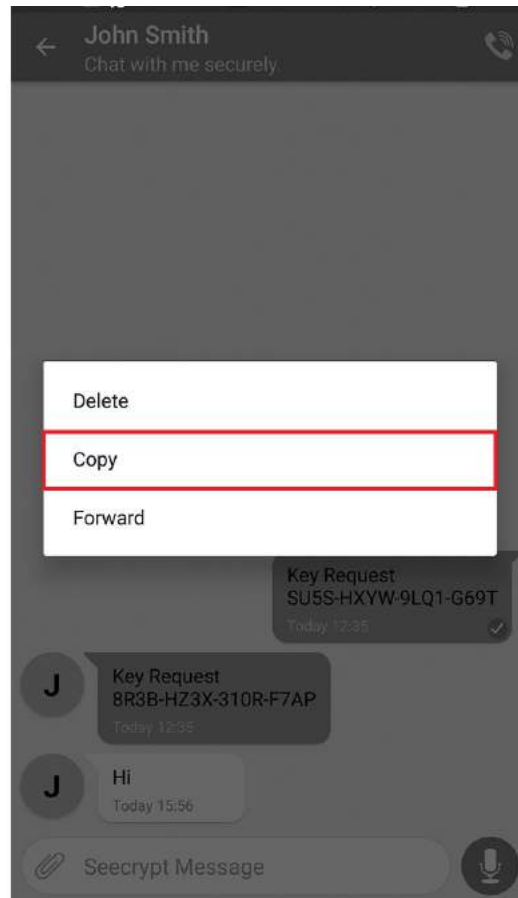 John Smith
Chat with me securely.
Delete
Copy
Forward
Key Request
SU5S-HXYW-9LQ1-G69T
Today 12:35
J
Key Request
8R3B-HZ3X-310R-F7AP
Today 12:35
J
Hi
Today 15:56
Seecrypt Message